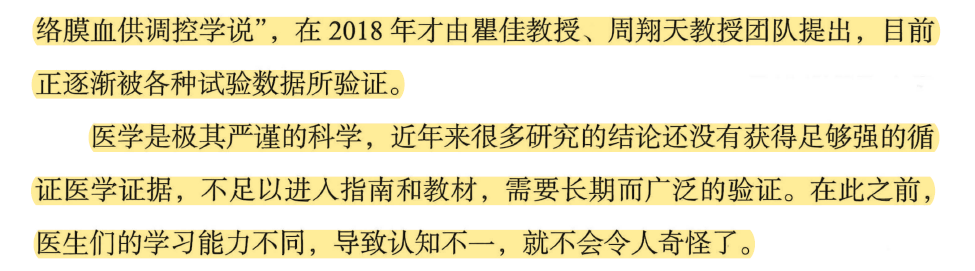 络膜血供调控学说”，在 2018 年才由瞿佳教授、周翔天教授团队提出，目前
正逐渐被各种试验数据所验证。
医学是极其严谨的科学，近年来很多研究的结论还没有获得足够强的循
证医学证据，不足以进入指南和教材，需要长期而广泛的验证。在此之前，
医生们的学习能力不同，导致认知不一，就不会令人奇怪了。